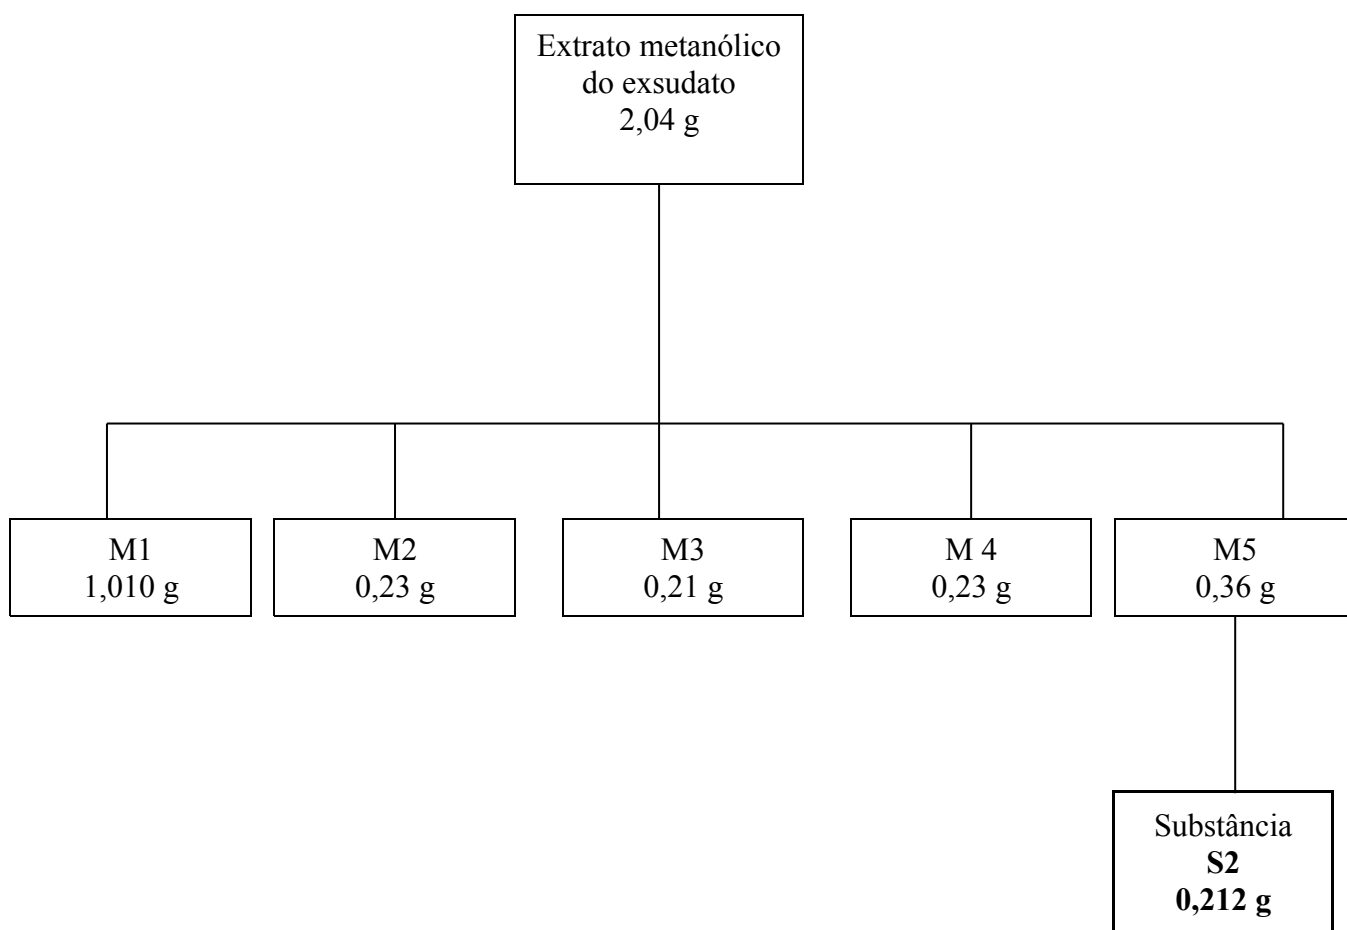 Extrato metanólico
do exsudato
2,04 g
M1
1,010 g
M2
0,23 g
M3
0,21 g
M 4
0,23 g
M5
0,36 g
Substância
S2
0,212 g